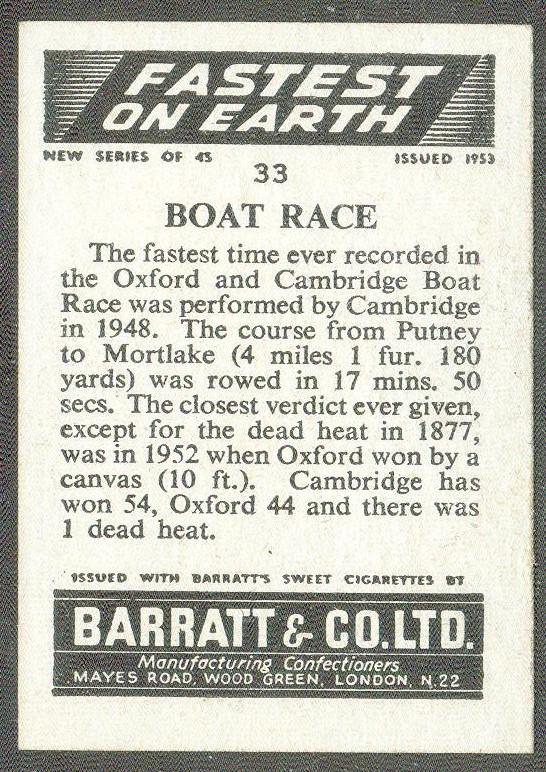 FASTEST
ON EARTH
NEW SERIES OF 45 ISSUED 1953
33
BOAT RACE
The fastest time ever recorded in
the Oxford and Cambridge Boat
Race was performed by Cambridge
in 1948. The course from Putney
to Mortlake (4 miles 1 fur. 180
yards) was rowed in 17 mins. 50
secs. The closest verdict ever given,
except for the dead heat in 1877,
was in 1952 when Oxford won by a
canvas (10 ft.). Cambridge has
won 54, Oxford 44 and there was
1 dead heat.
ISSUED WITH BARRATT'S SWEET CIGARETTES BY
BARRATT & CO. LTD.
Manufacturing Confectioners
MAYES ROAD, WOOD GREEN, LONDON, N.22